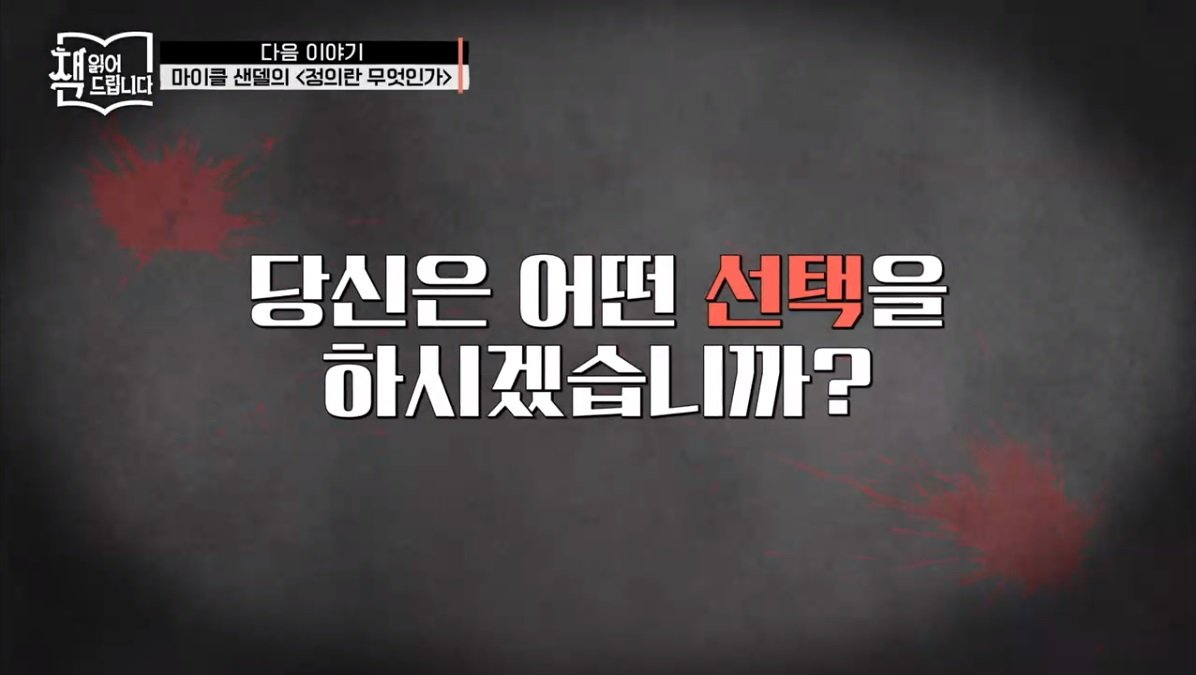 책 읽어
드립니다
다음 이야기
마이클 샌델의 <정의란 무엇인가>
당신은 어떤 선택을
하시겠습니까?